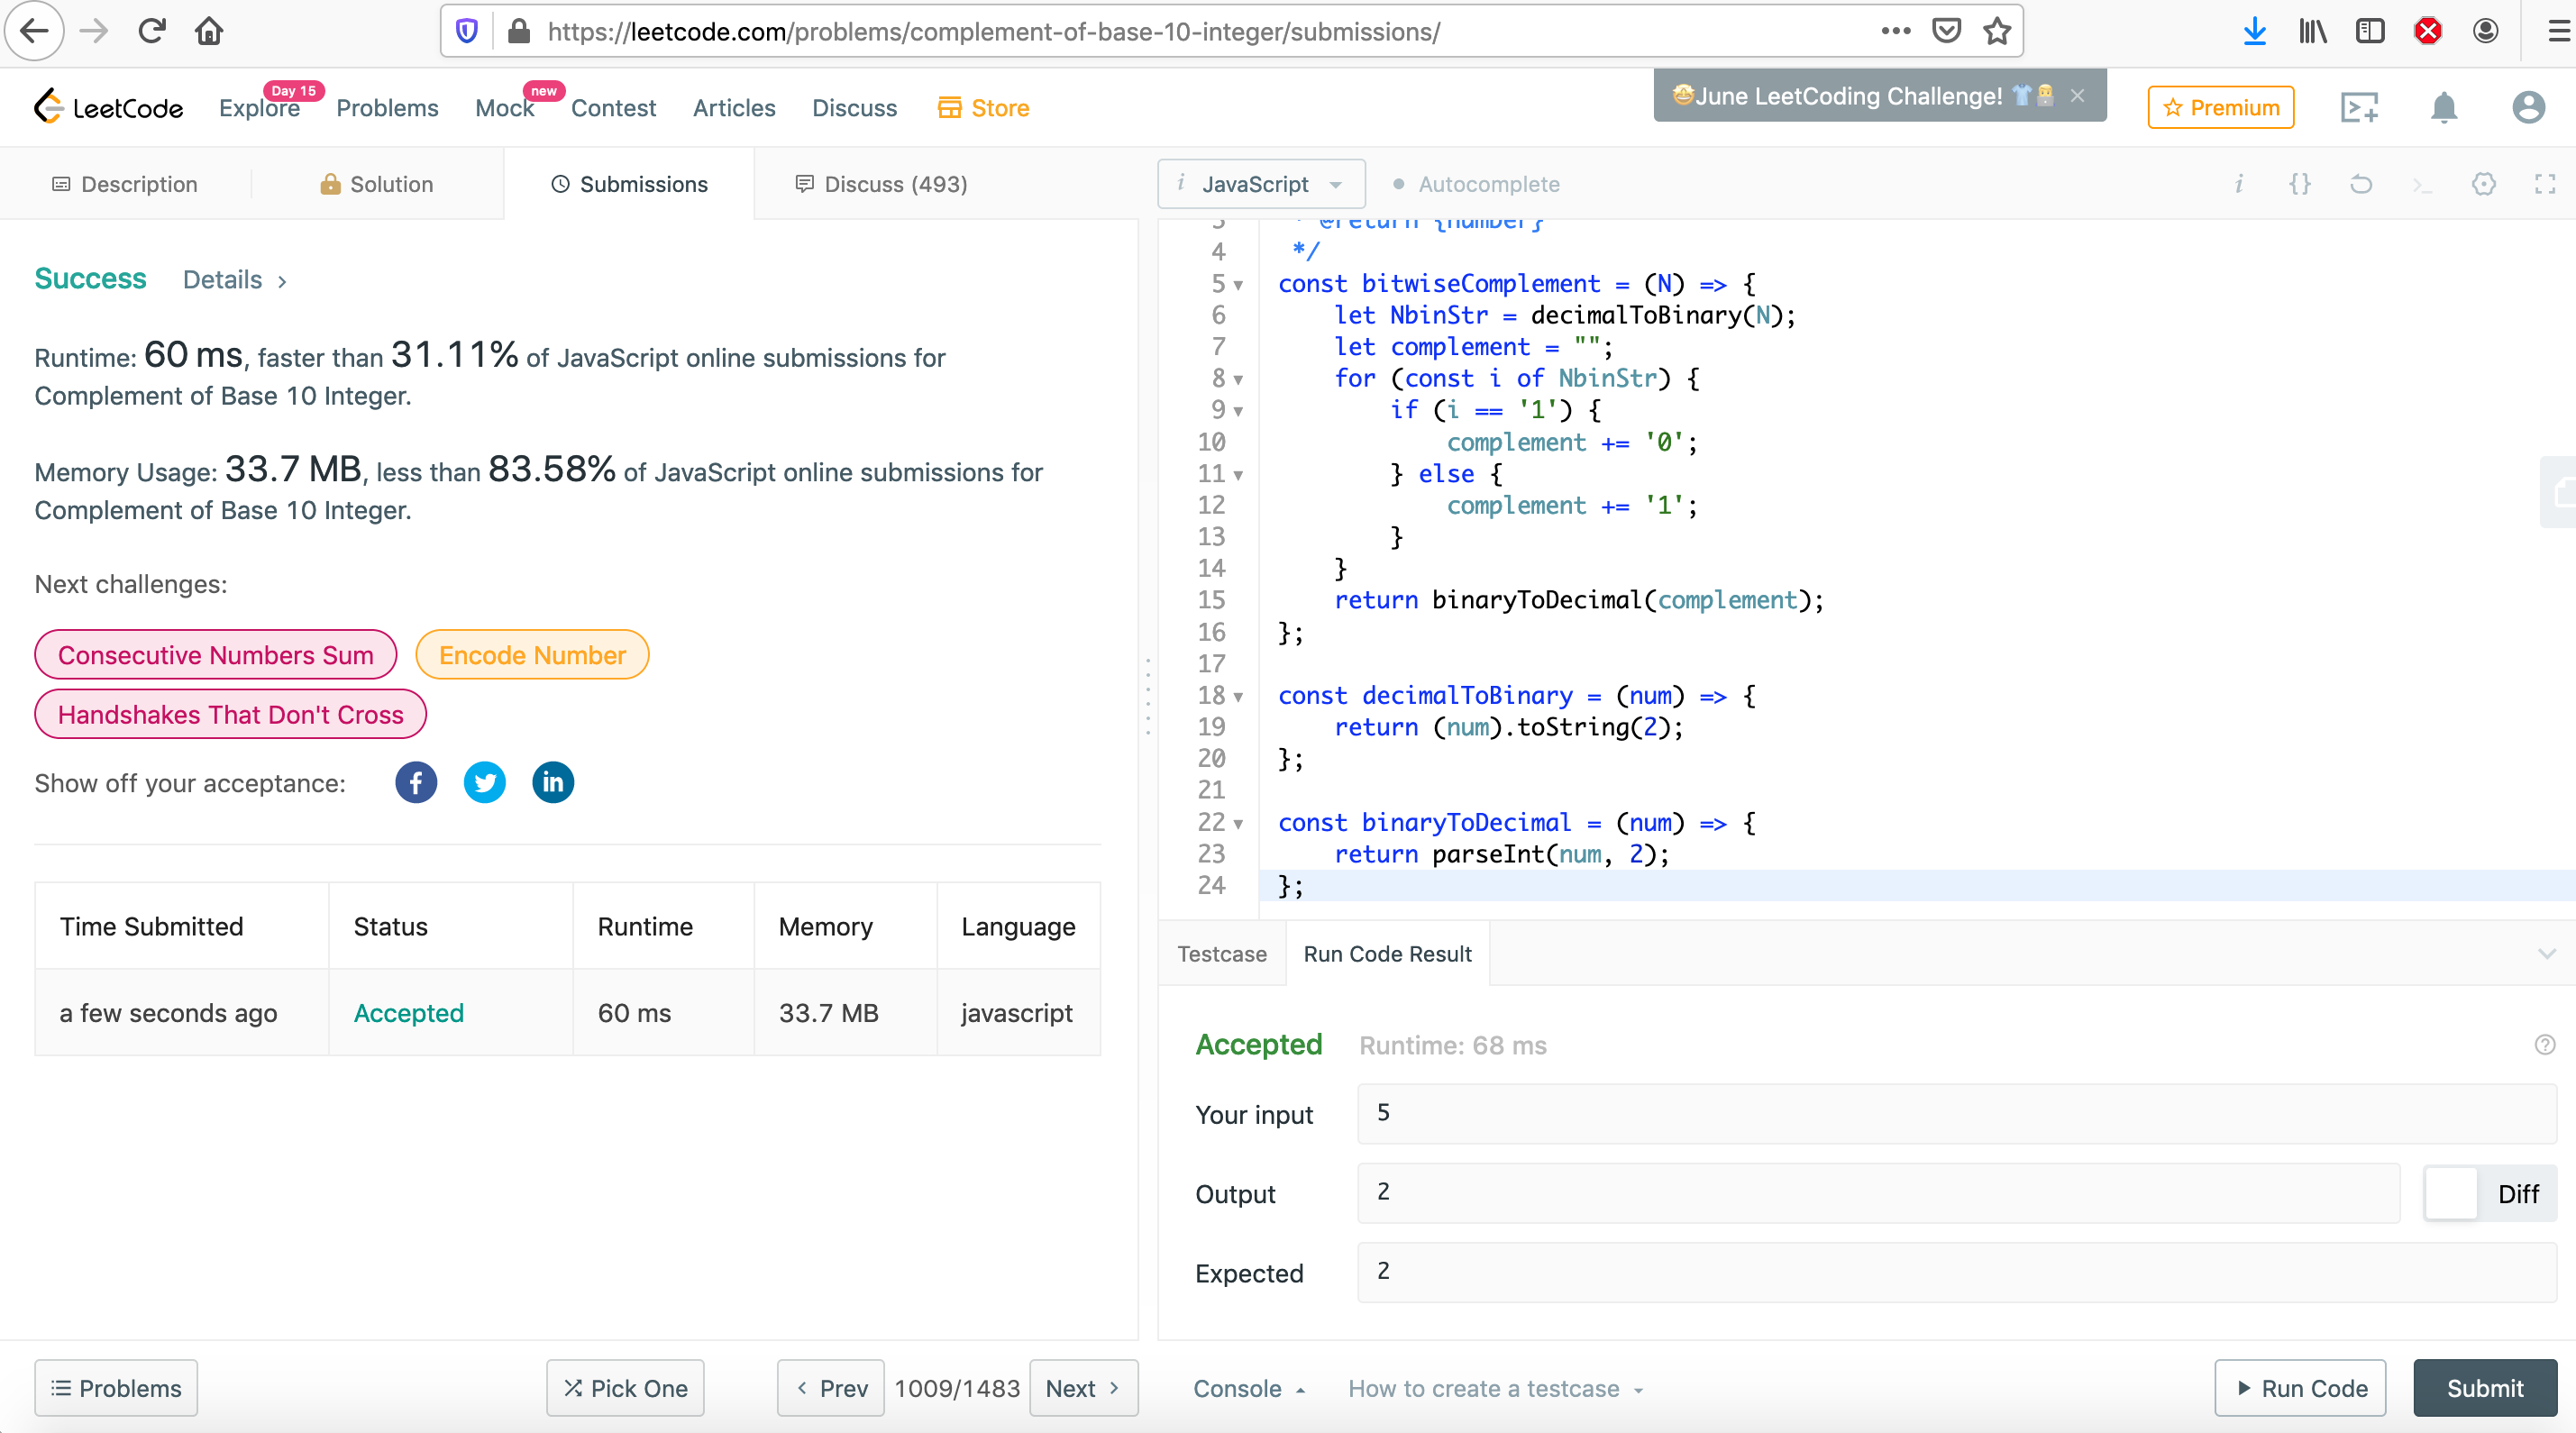 https://leetcode.com/problems/complement-of-base-10-integer/submissions/
LeetCode
Explore
Day 15
Problems
Mock
new
Contest
Articles
Discuss
Store
June LeetCoding Challenge!
Premium
Description
Solution
Submissions
Discuss (493)
Success
Details
Runtime: 60 ms, faster than 31.11% of JavaScript online submissions for
Complement of Base 10 Integer.
Memory Usage: 33.7 MB, less than 83.58% of JavaScript online submissions for
Complement of Base 10 Integer.
Next challenges:
Consecutive Numbers Sum
Encode Number
Handshakes That Don't Cross
Show off your acceptance:
Time Submitted Status Runtime Memory Language
a few seconds ago Accepted 60 ms 33.7 MB javascript
Problems
Pick One
Prev
1009/1483
Next
i JavaScript
Autocomplete
3 * @return {number}
4 */
5 const bitwiseComplement = (N) => {
6 let NbinStr = decimalToBinary(N);
7 let complement = "";
8 for (const i of NbinStr) {
9 if (i == '1') {
10 complement += '0';
11 } else {
12 complement += '1';
13 }
14 }
15 return binaryToDecimal(complement);
16 };
17
18 const decimalToBinary = (num) => {
19 return (num).toString(2);
20 };
21
22 const binaryToDecimal = (num) => {
23 return parseInt(num, 2);
24 };
Testcase
Run Code Result
Accepted
Runtime: 68 ms
Your input
5
Output
2
Diff
Expected
2
Console
How to create a testcase
Run Code
Submit